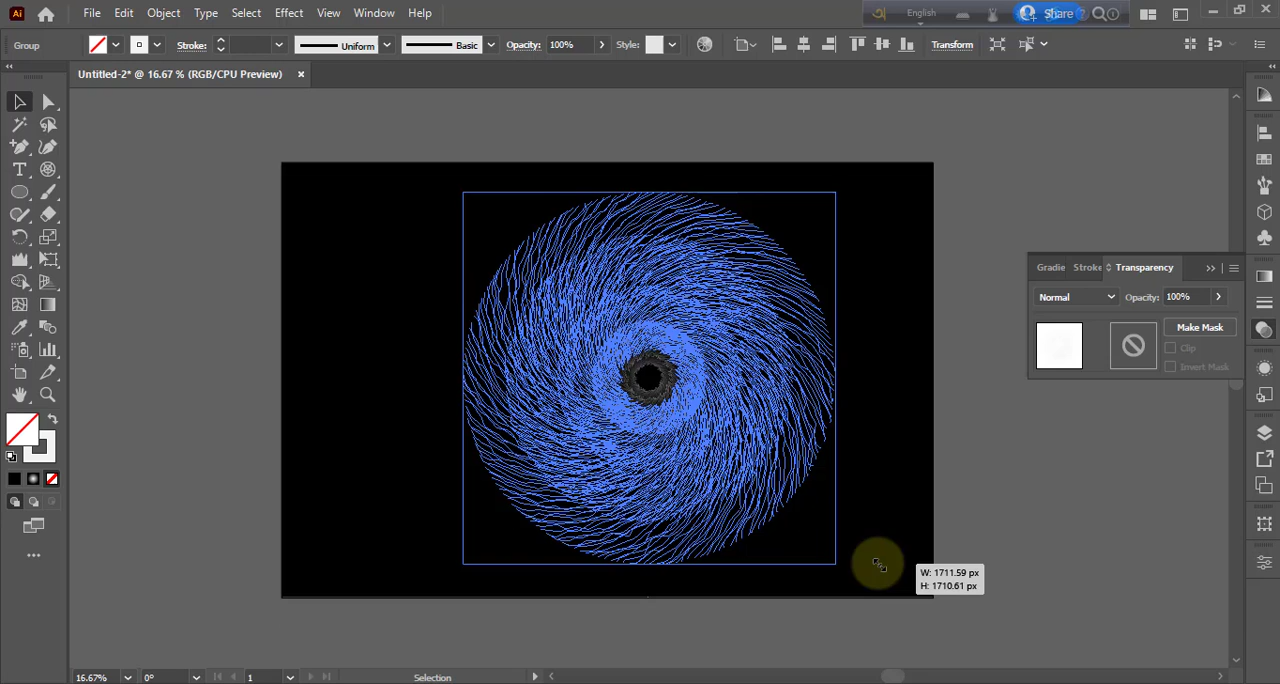 Ai File Edit Object Type Select Effect View Window Help English Share
Group Stroke: Uniform Basic Opacity: 100% Style: Transform
Untitled-2* @ 16.67 % (RGB/CPU Preview) ×
Gradie Stroke Transparency
Normal Opacity: 100%
Make Mask
Clip
Invert Mask
W: 1711.59 px
H: 1710.61 px
16.67% 0° 1 Selection